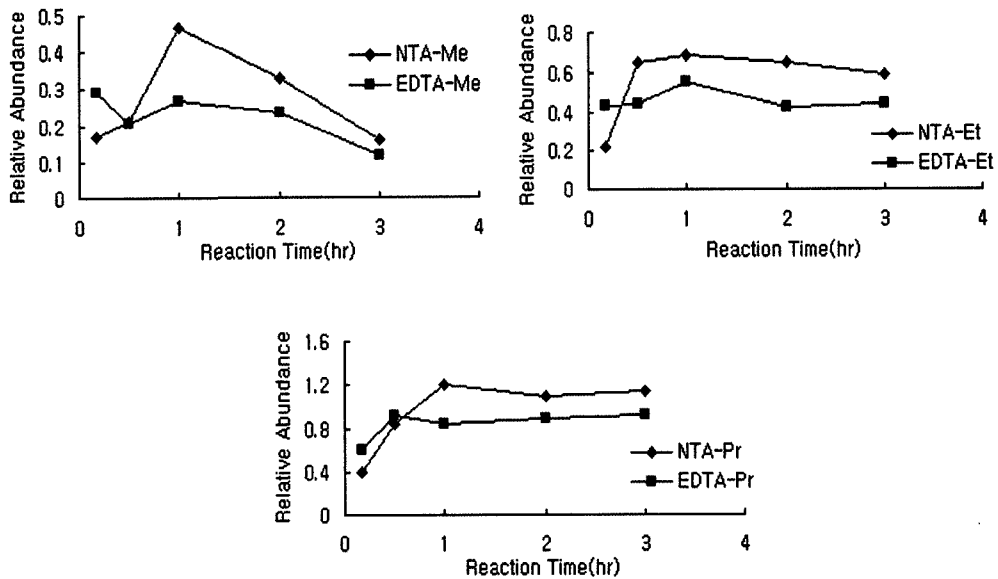 Relative Abundance
0.5
0.4
0.3
0.2
0.1
0
0 1 2 3 4
Reaction Time(hr)
NTA-Me
EDTA-Me
Relative Abundance
0.8
0.6
0.4
0.2
0
0 1 2 3 4
Reaction Time(hr)
NTA-Et
EDTA-Et
Relative Abundance
1.6
1.2
0.8
0.4
0
0 1 2 3 4
Reaction Time(hr)
NTA-Pr
EDTA-Pr